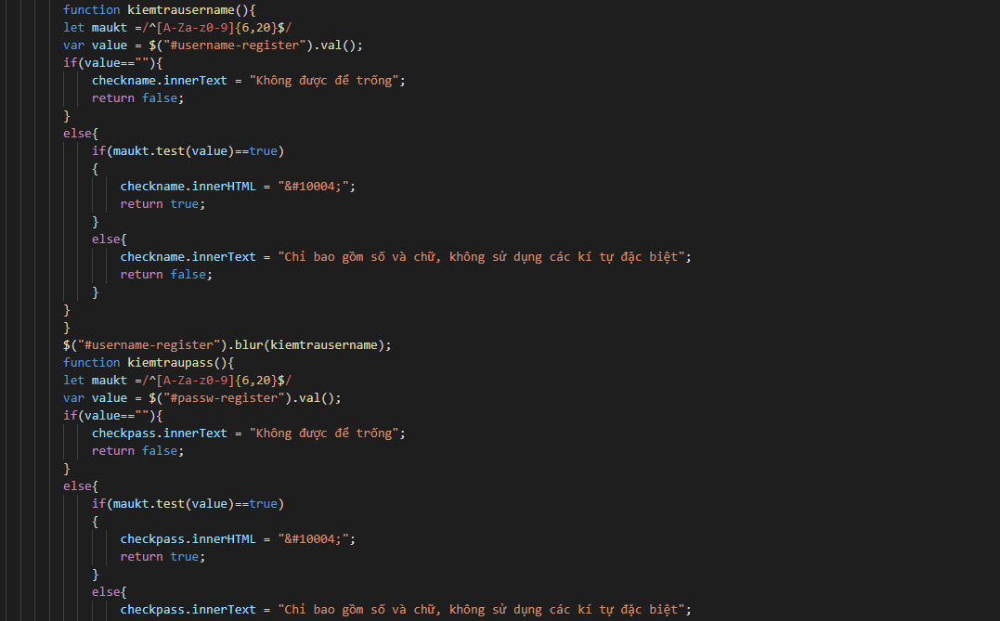 function kiemtrausername(){
let maukt =/^[A-Za-z0-9]{6,20}$/
var value = $("#username-register").val();
if(value==""){
checkname.innerText = "Không được để trống";
return false;
}
else{
if(maukt.test(value)==true)
{
checkname.innerHTML = "&#10004;";
return true;
}
else{
checkname.innerText = "Chỉ bao gồm số và chữ, không sử dụng các kí tự đặc biệt";
return false;
}
}
}
$("#username-register").blur(kiemtrausername);
function kiemtraupass(){
let maukt =/^[A-Za-z0-9]{6,20}$/
var value = $("#passw-register").val();
if(value==""){
checkpass.innerText = "Không được để trống";
return false;
}
else{
if(maukt.test(value)==true)
{
checkpass.innerHTML = "&#10004;";
return true;
}
else{
checkpass.innerText = "Chỉ bao gồm số và chữ, không sử dụng các kí tự đặc biệt";